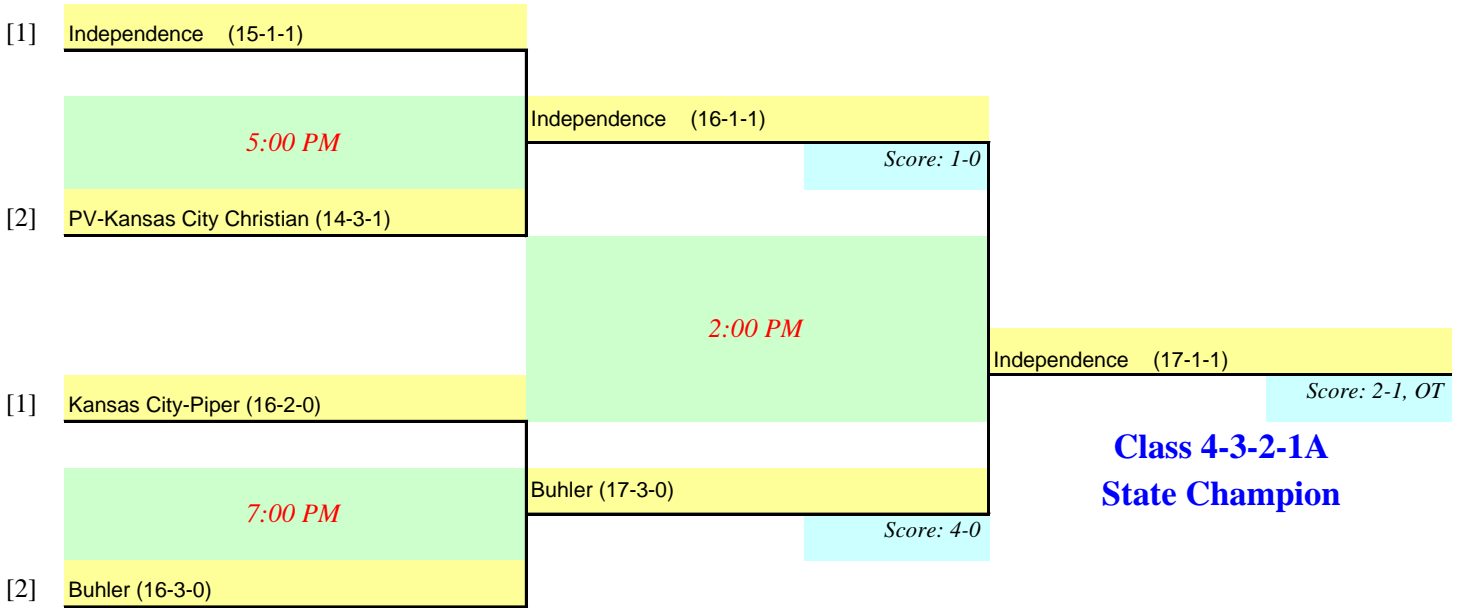 [1] Independence (15-1-1)
5:00 PM
Independence (16-1-1)
Score: 1-0
[2] PV-Kansas City Christian (14-3-1)
2:00 PM
Independence (17-1-1)
Score: 2-1, OT
[1] Kansas City-Piper (16-2-0)
Class 4-3-2-1A
State Champion
7:00 PM
Buhler (17-3-0)
Score: 4-0
[2] Buhler (16-3-0)